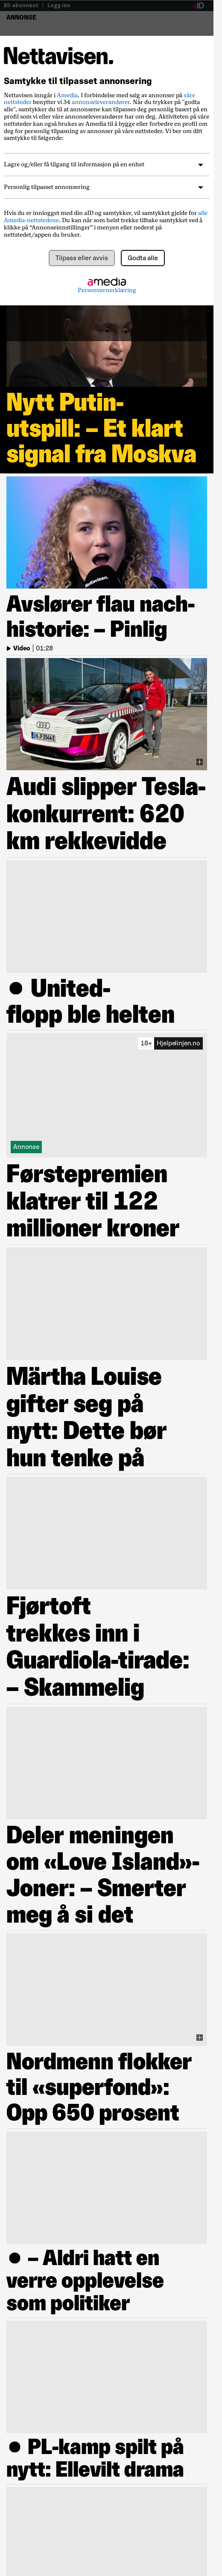 Bli abonnent | Logg inn
aID
ANNONSE
Nettavisen.
Samtykke til tilpasset annonsering
Nettavisen inngår i Amedia. I forbindelse med salg av annonser på våre
nettsteder benytter vi 34 annonseleverandører. Når du trykker på "godta
alle", samtykker du til at annonsene kan tilpasses deg personlig basert på en
profil som vi eller våre annonseleverandører har om deg. Aktiviteten på våre
nettsteder kan også brukes av Amedia til å bygge opp den profilen vi har om
deg for personlig tilpasning av annonser på våre nettsteder. Vi ber om ditt
samtykke til følgende:
Lagre og/eller få tilgang til informasjon på en enhet
Personlig tilpasset annonsering
Hvis du er innlogget med din aID og samtykker, vil samtykket gjelde for alle
Amedia-nettstedene. Du kan når som helst trekke tilbake samtykket ved å
klikke på “Annonseinnstillinger” i menyen eller nederst på
nettstedet/appen du bruker.
Tilpass eller avvis
Godta alle
amedia
Personvernerklæring
Nytt Putin-
utspill: – Et klart
signal fra Moskva
Avslører flau nach-
historie: – Pinlig
Video | 01:28
Audi slipper Tesla-
konkurrent: 620
km rekkevidde
● United-
flopp ble helten
18+ Hjelpelinjen.no
Annonse
Førstepremien
klatrer til 122
millioner kroner
Märtha Louise
gifter seg på
nytt: Dette bør
hun tenke på
Fjørtoft
trekkes inn i
Guardiola-tirade:
– Skammelig
Deler meningen
om «Love Island»-
Joner: – Smerter
meg å si det
Nordmenn flokker
til «superfond»:
Opp 650 prosent
● – Aldri hatt en
verre opplevelse
som politiker
● PL-kamp spilt på
nytt: Ellevilt drama